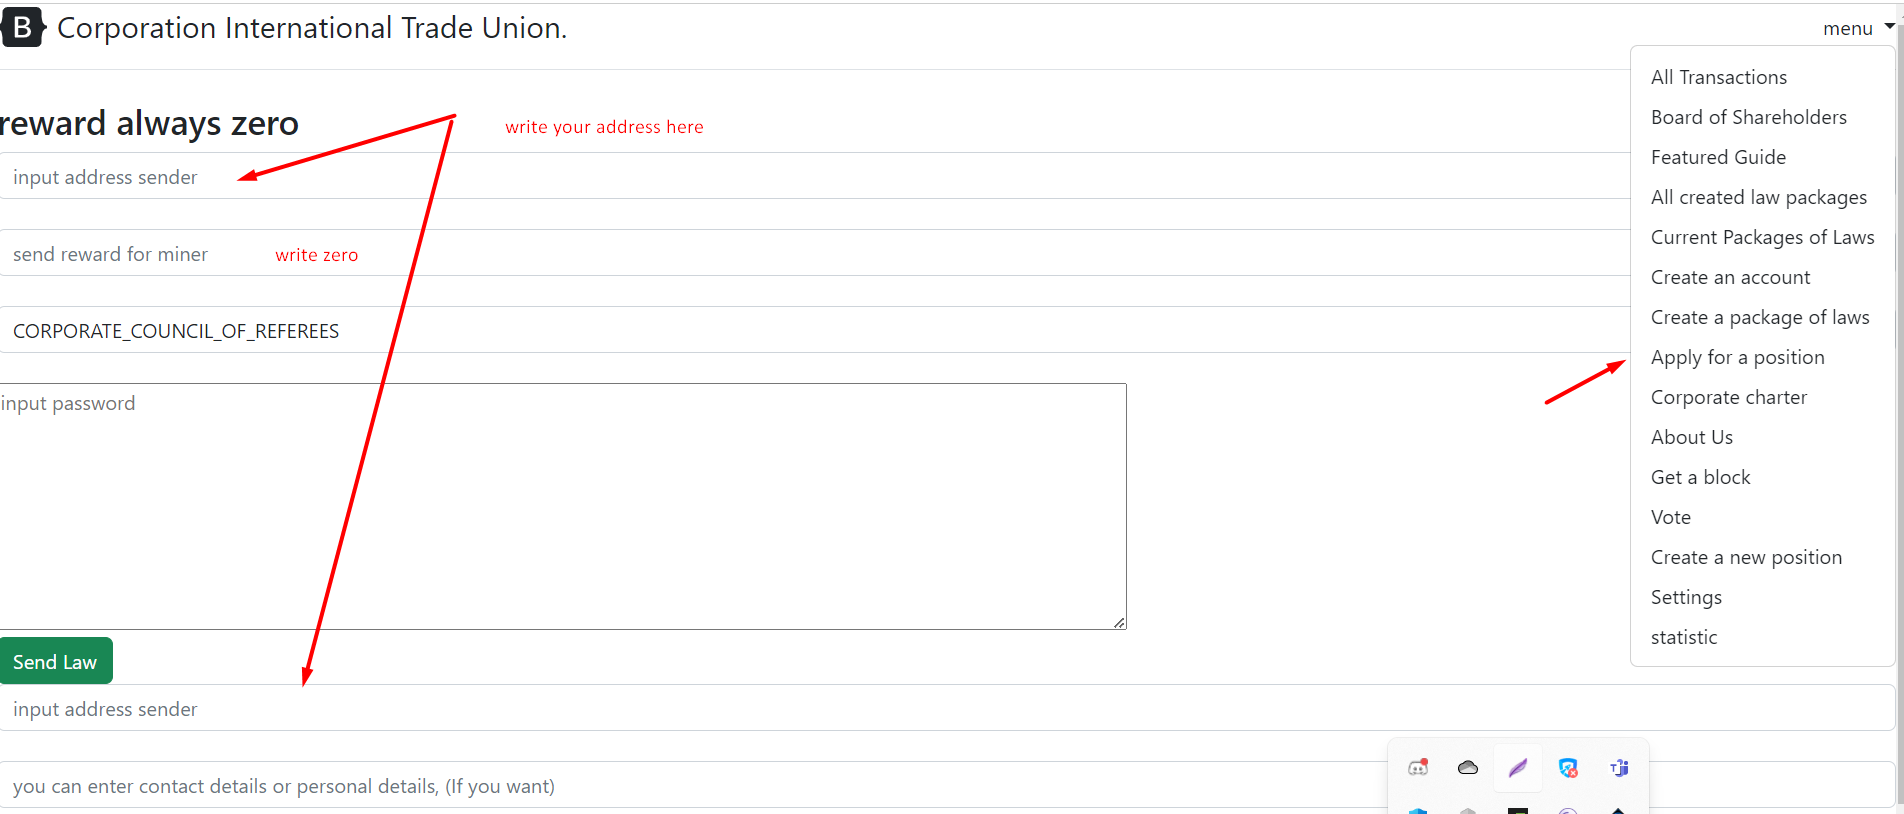 B Corporation International Trade Union.
menu
All Transactions
Board of Shareholders
Featured Guide
All created law packages
Current Packages of Laws
Create an account
Create a package of laws
Apply for a position
Corporate charter
About Us
Get a block
Vote
Create a new position
Settings
statistic
reward always zero
write your address here
input address sender
send reward for miner
write zero
CORPORATE_COUNCIL_OF_REFEREES
input password
Send Law
input address sender
you can enter contact details or personal details, (If you want)